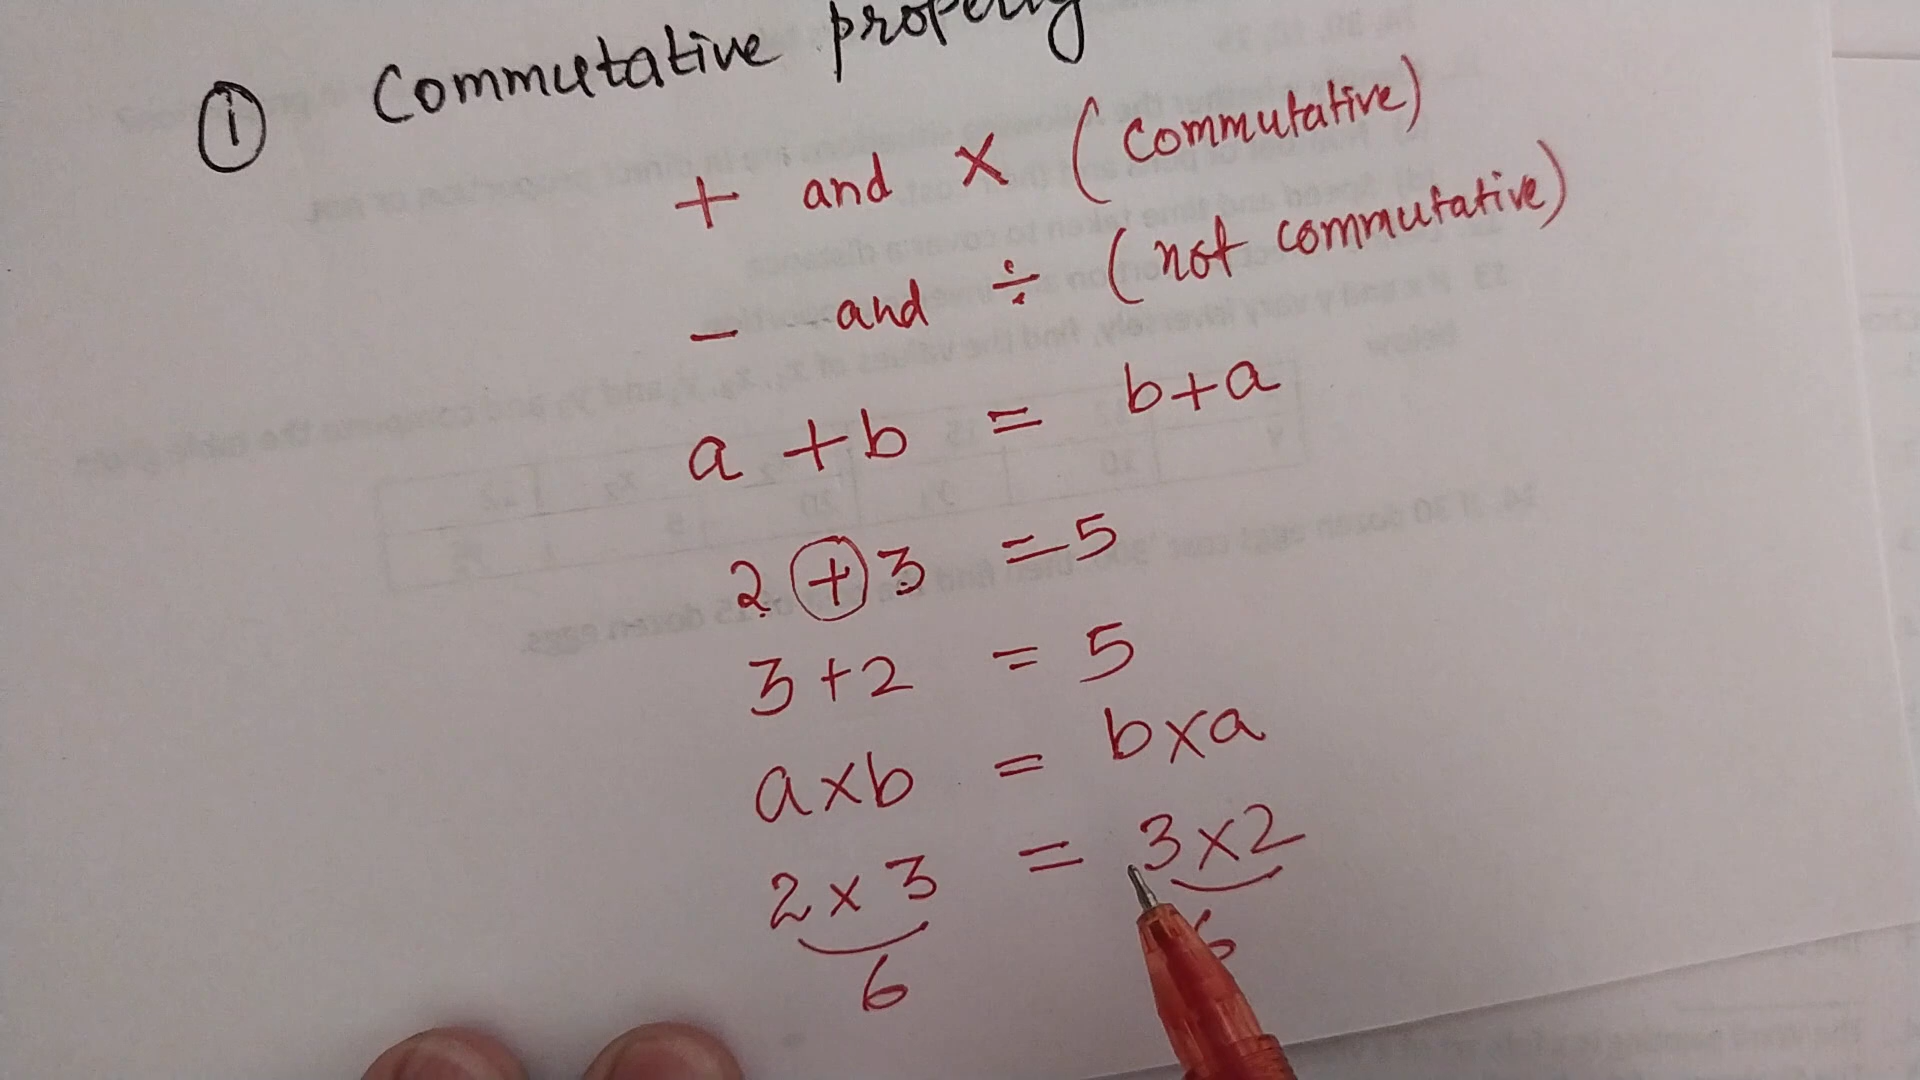 ① Commutative property
+ and × (commutative)
− and ÷ (not commutative)
a + b = b+a
2 + 3 = 5
3 + 2 = 5
a×b = b×a
2 × 3 = 3×2
6 6